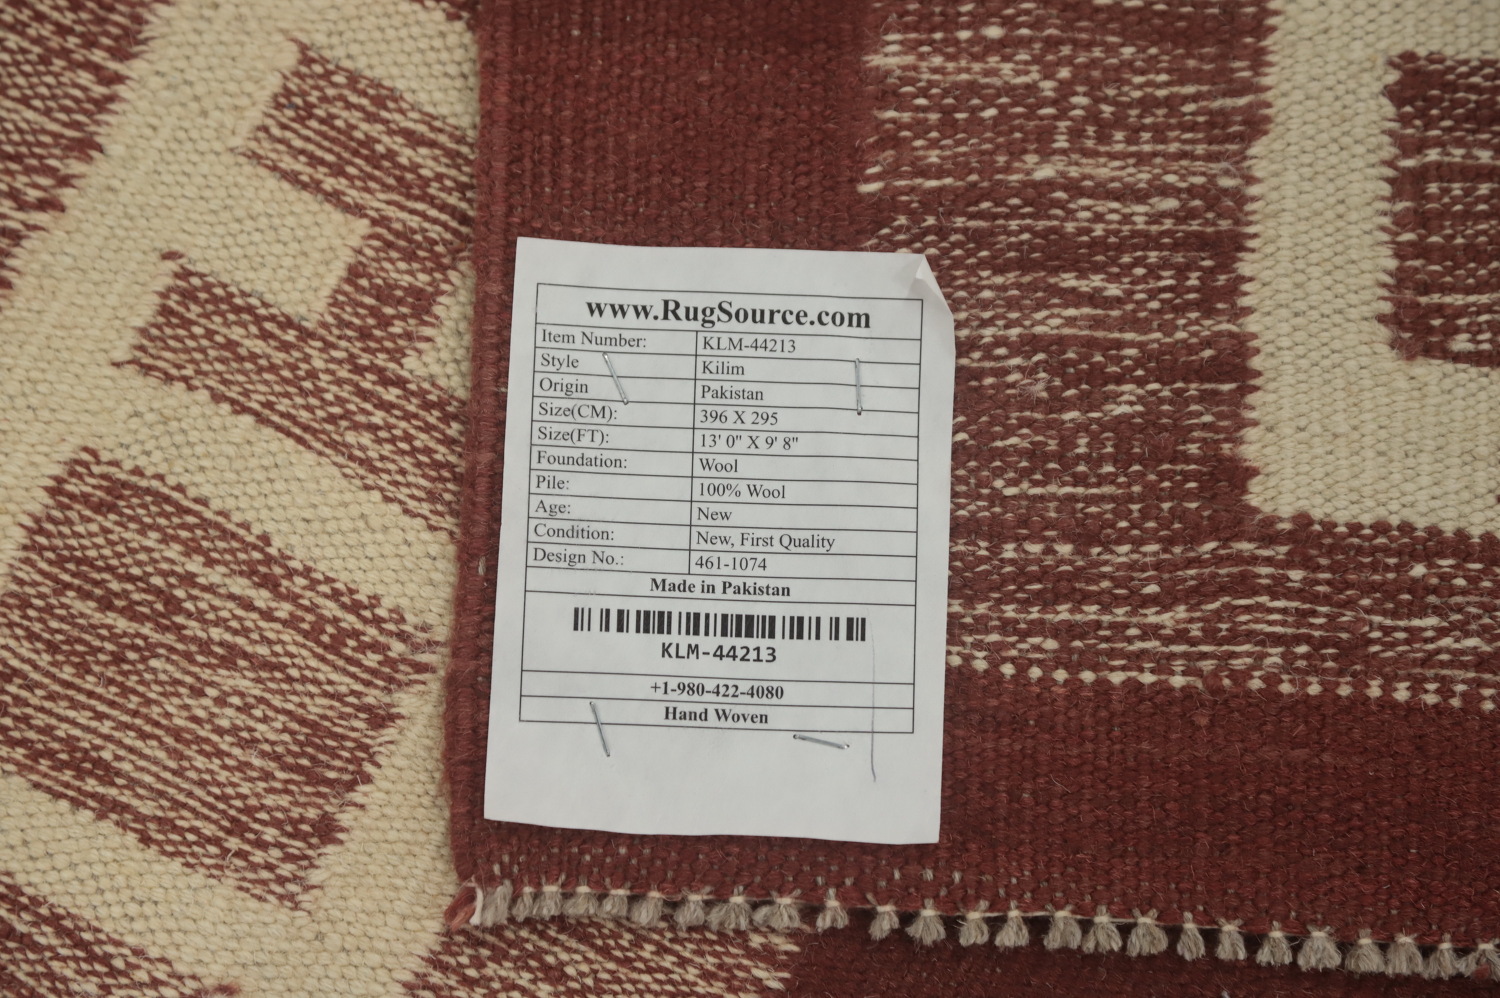 www.RugSource.com
Item Number: KLM-44213
Style Kilim
Origin Pakistan
Size(CM): 396 X 295
Size(FT): 13' 0" X 9' 8"
Foundation: Wool
Pile: 100% Wool
Age: New
Condition: New, First Quality
Design No.: 461-1074
Made in Pakistan
KLM-44213
+1-980-422-4080
Hand Woven